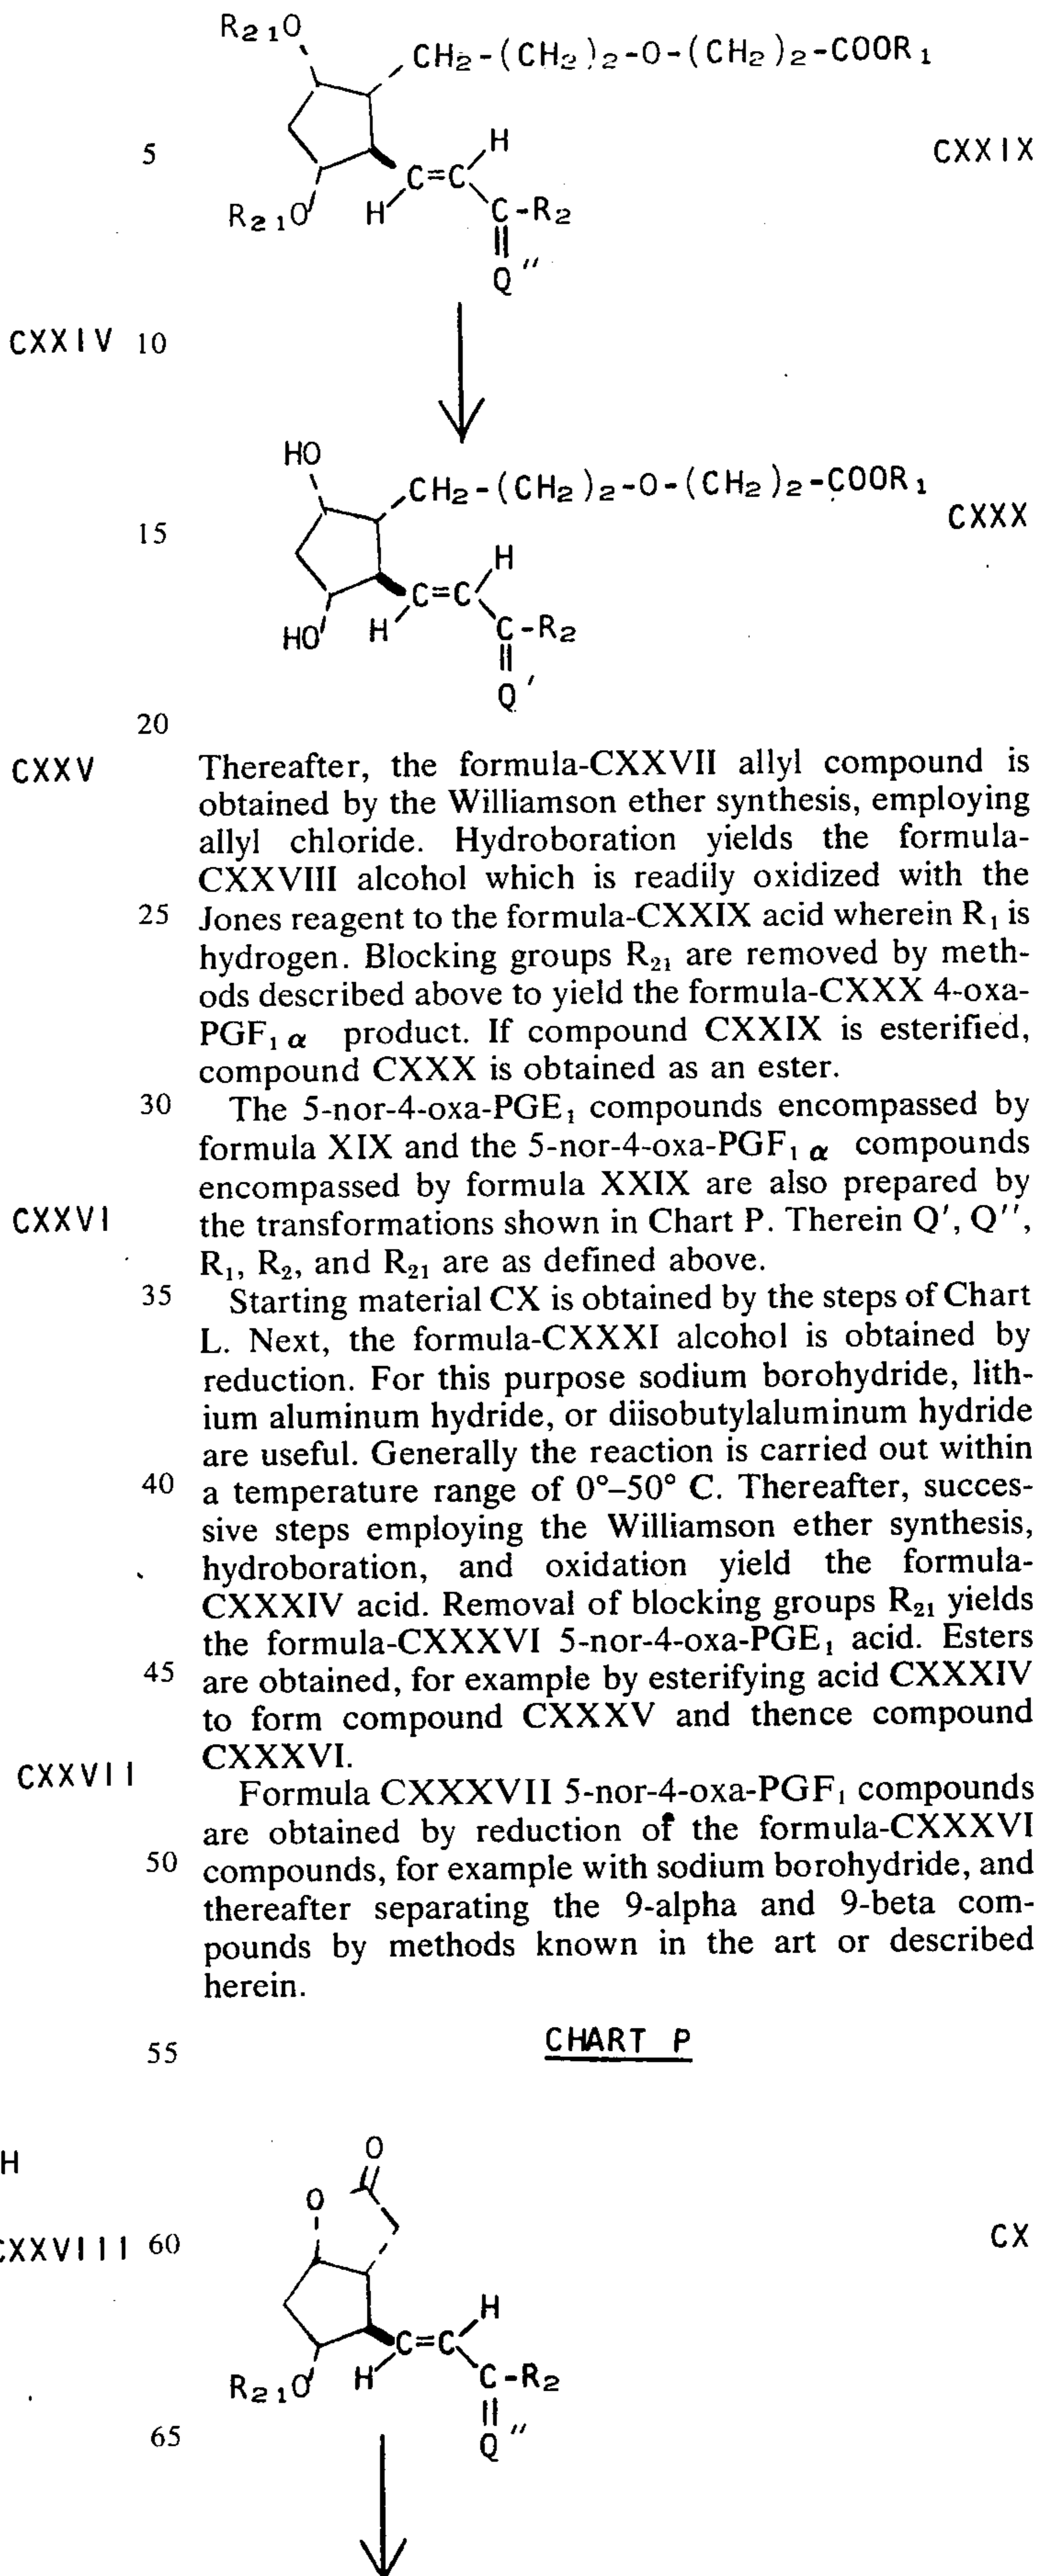 R₂₁O
CH₂-(CH₂)₂-O-(CH₂)₂-COOR₁
5
H
C=C
CXXIX
R₂₁O
H
C-R₂
Q''
CXXIV 10
HO
CH₂-(CH₂)₂-O-(CH₂)₂-COOR₁
CXXX
15
H
C=C
HO
H
C-R₂
Q'
20
CXXV Thereafter, the formula-CXXVII allyl compound is
obtained by the Williamson ether synthesis, employing
allyl chloride. Hydroboration yields the formula-
CXXVIII alcohol which is readily oxidized with the
25 Jones reagent to the formula-CXXIX acid wherein R₁ is
hydrogen. Blocking groups R₂₁ are removed by meth-
ods described above to yield the formula-CXXX 4-oxa-
PGF₁ α product. If compound CXXIX is esterified,
compound CXXX is obtained as an ester.
30 The 5-nor-4-oxa-PGE₁ compounds encompassed by
formula XIX and the 5-nor-4-oxa-PGF₁ α compounds
encompassed by formula XXIX are also prepared by
CXXVI the transformations shown in Chart P. Therein Q', Q'',
R₁, R₂, and R₂₁ are as defined above.
35 Starting material CX is obtained by the steps of Chart
L. Next, the formula-CXXXI alcohol is obtained by
reduction. For this purpose sodium borohydride, lith-
ium aluminum hydride, or diisobutylaluminum hydride
are useful. Generally the reaction is carried out within
40 a temperature range of 0°–50° C. Thereafter, succes-
sive steps employing the Williamson ether synthesis,
hydroboration, and oxidation yield the formula-
CXXXIV acid. Removal of blocking groups R₂₁ yields
the formula-CXXXVI 5-nor-4-oxa-PGE₁ acid. Esters
45 are obtained, for example by esterifying acid CXXXIV
to form compound CXXXV and thence compound
CXXXVI.
CXXVII Formula CXXXVII 5-nor-4-oxa-PGF₁ compounds
are obtained by reduction of the formula-CXXXVI
50 compounds, for example with sodium borohydride, and
thereafter separating the 9-alpha and 9-beta com-
pounds by methods known in the art or described
herein.
55 CHART P
O
H
O
XXVIII 60
CX
H
C=C
R₂₁O
H
C-R₂
65
Q''